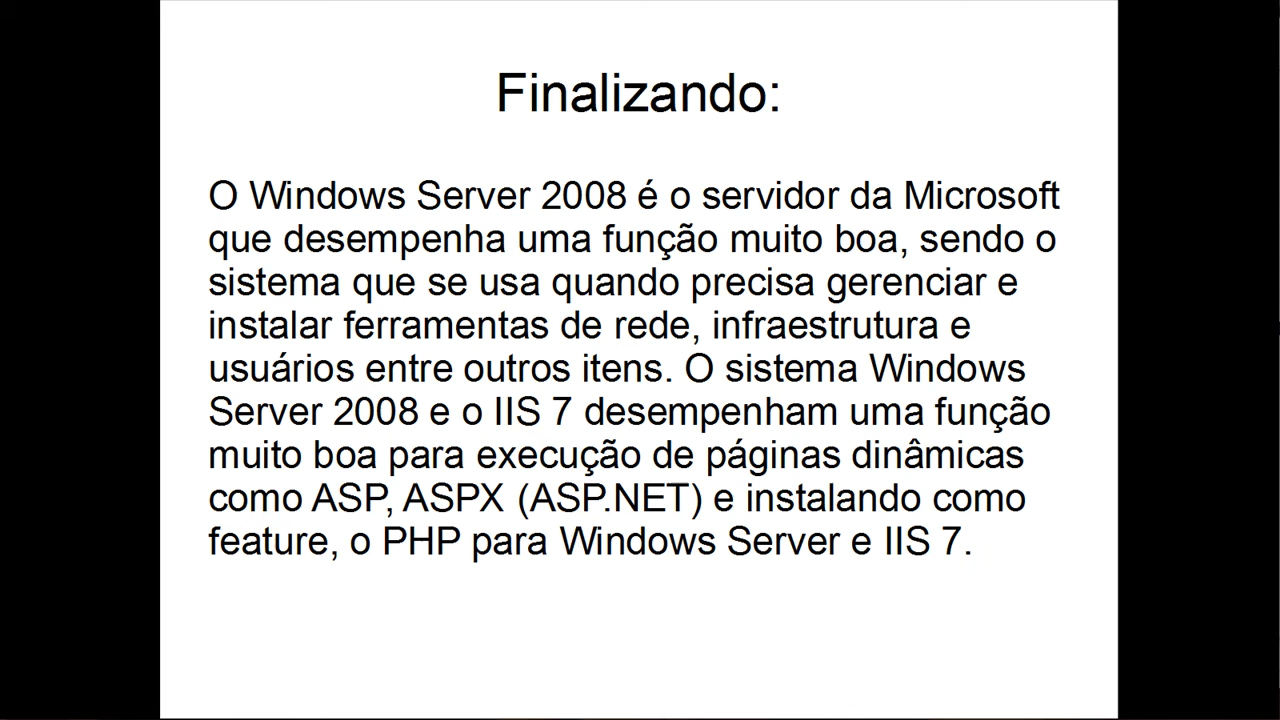 Finalizando:
O Windows Server 2008 é o servidor da Microsoft
que desempenha uma função muito boa, sendo o
sistema que se usa quando precisa gerenciar e
instalar ferramentas de rede, infraestrutura e
usuários entre outros itens. O sistema Windows
Server 2008 e o IIS 7 desempenham uma função
muito boa para execução de páginas dinâmicas
como ASP, ASPX (ASP.NET) e instalando como
feature, o PHP para Windows Server e IIS 7.